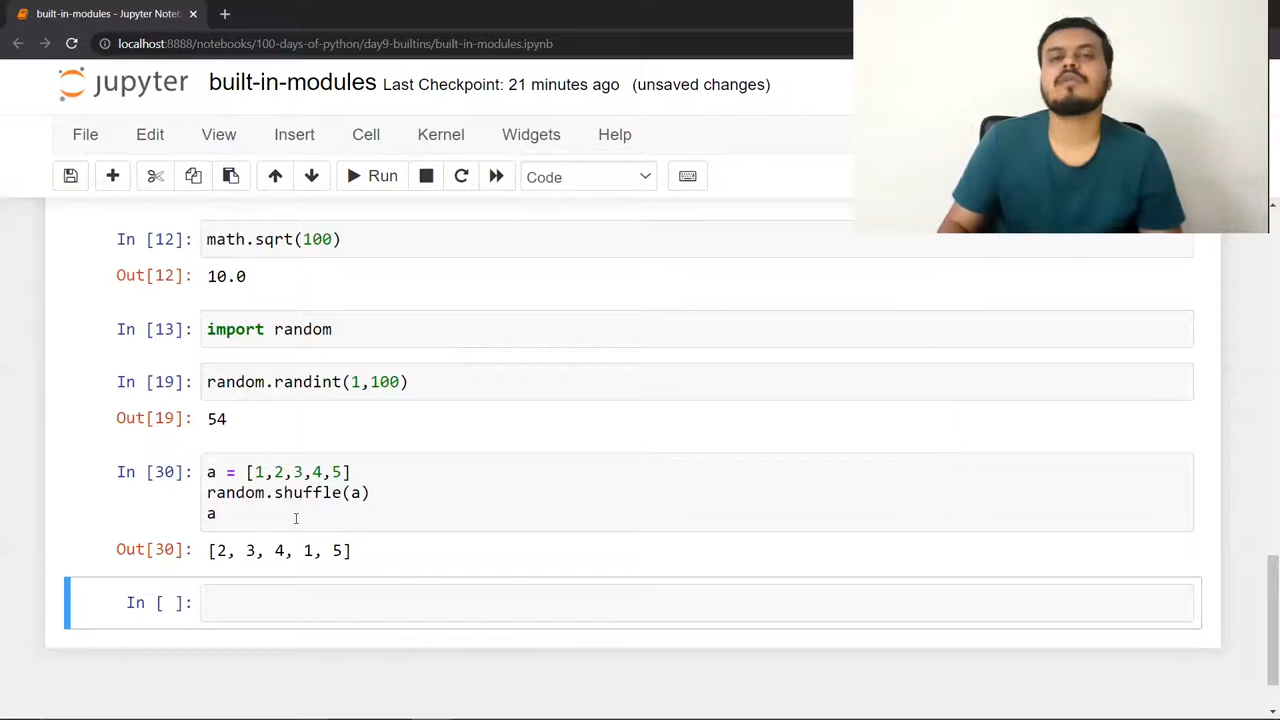 built-in-modules - Jupyter Noteb
localhost:8888/notebooks/100-days-of-python/day9-builtins/built-in-modules.ipynb
jupyter built-in-modules Last Checkpoint: 21 minutes ago (unsaved changes)
File Edit View Insert Cell Kernel Widgets Help
Run Code
In [12]: math.sqrt(100)
Out[12]: 10.0
In [13]: import random
In [19]: random.randint(1,100)
Out[19]: 54
In [30]: a = [1,2,3,4,5]
random.shuffle(a)
a
Out[30]: [2, 3, 4, 1, 5]
In [ ]: